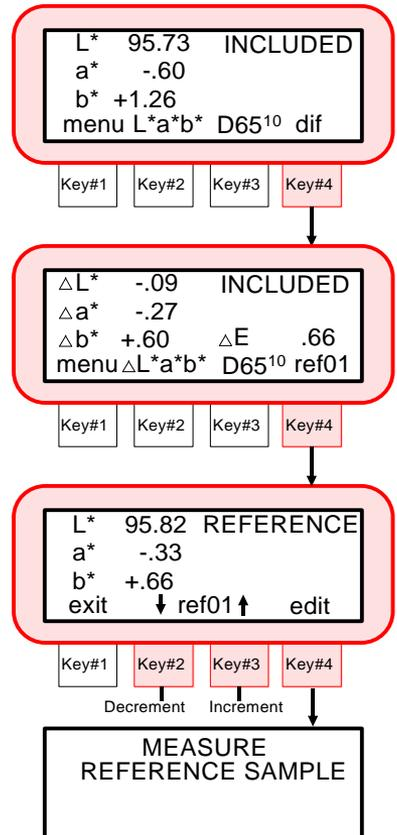 L* 95.73 INCLUDED
a* -.60
b* +1.26
menu L*a*b* D65¹⁰ dif
Key#1 Key#2 Key#3 Key#4
△L* -.09 INCLUDED
△a* -.27
△b* +.60 △E .66
menu △L*a*b* D65¹⁰ ref01
Key#1 Key#2 Key#3 Key#4
L* 95.82 REFERENCE
a* -.33
b* +.66
exit ↓ ref01 ↑ edit
Key#1 Key#2 Key#3 Key#4
Decrement Increment
MEASURE
REFERENCE SAMPLE